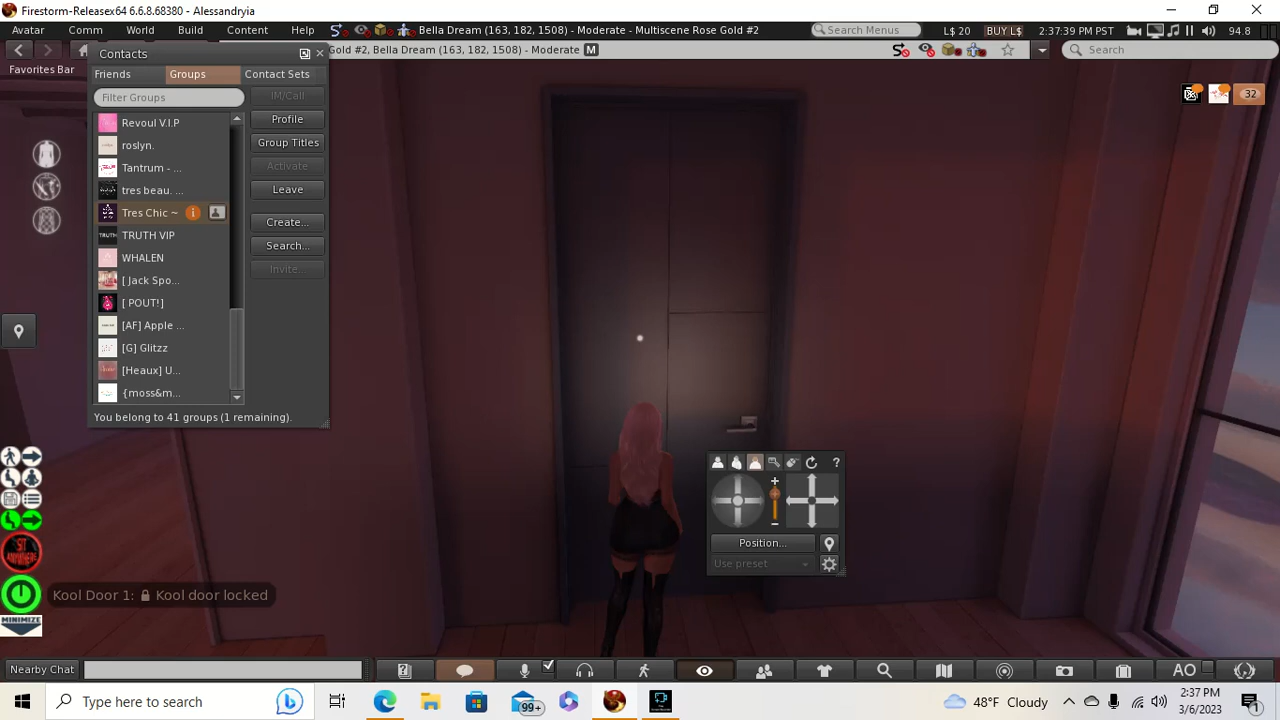 Firestorm-Releasex64 6.6.8.68380 - Alessandryia
Avatar Comm World Build Content Help Bella Dream (163, 182, 1508) - Moderate - Multiscene Rose Gold #2 Search Menus L$ 20 BUY L$ 2:37:39 PM PST 94.8
Gold #2, Bella Dream (163, 182, 1508) - Moderate M Search
Favorites Bar
Contacts
Friends Groups Contact Sets
Filter Groups
IM/Call
Profile
Group Titles
Activate
Leave
Create...
Search...
Invite...
Revoul V.I.P
roslyn.
Tantrum - ...
tres beau. ...
Tres Chic ~
TRUTH VIP
WHALEN
[ Jack Spo...
[ POUT!]
[AF] Apple ...
[G] Glitzz
[Heaux] U...
{moss&m...
You belong to 41 groups (1 remaining).
32
?
Position...
Use preset
SIT
ANYWHERE
MINIMIZE
Kool Door 1: Kool door locked
Nearby Chat
AO
Type here to search
99+
48°F Cloudy
2:37 PM
3/6/2023
1